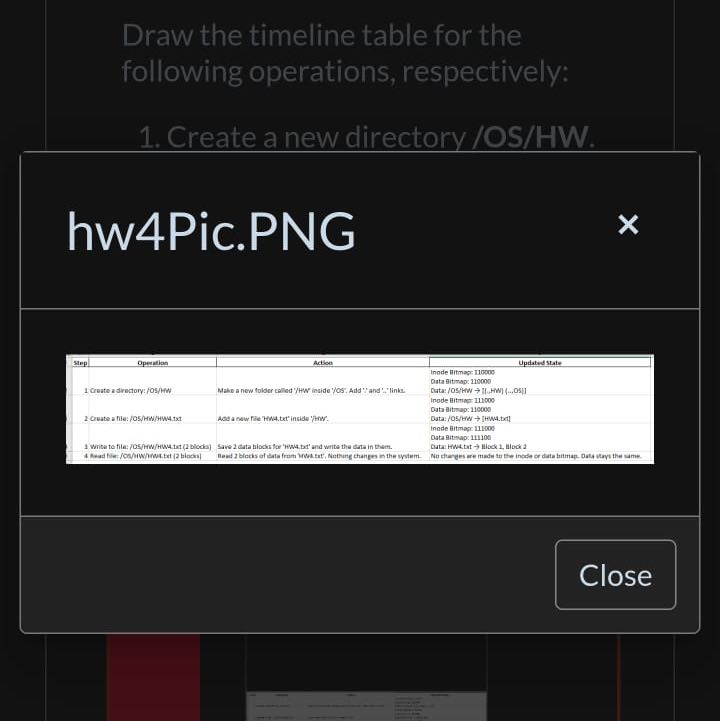 Draw the timeline table for the
following operations, respectively:
1. Create a new directory /OS/HW.
hw4Pic.PNG
×
Step Operation Action Updated State
Inode Bitmap: 110000
Data Bitmap: 110000
1 Create a directory: /OS/HW Make a new folder called '/HW' inside '/OS'. Add '.' and '..' links. Data: /OS/HW → [(.,HW) (..,OS)]
Inode Bitmap: 111000
Data Bitmap: 110000
2 Create a file: /OS/HW/HW4.txt Add a new file 'HW4.txt' inside '/HW'. Data: /OS/HW → [HW4.txt]
Inode Bitmap: 111000
Data Bitmap: 111100
3 Write to file: /OS/HW/HW4.txt (2 blocks) Save 2 data blocks for 'HW4.txt' and write the data in them. Data: HW4.txt → Block 1, Block 2
4 Read file: /OS/HW/HW4.txt (2 blocks) Read 2 blocks of data from 'HW4.txt'. Nothing changes in the system. No changes are made to the inode or data bitmap. Data stays the same.
Close